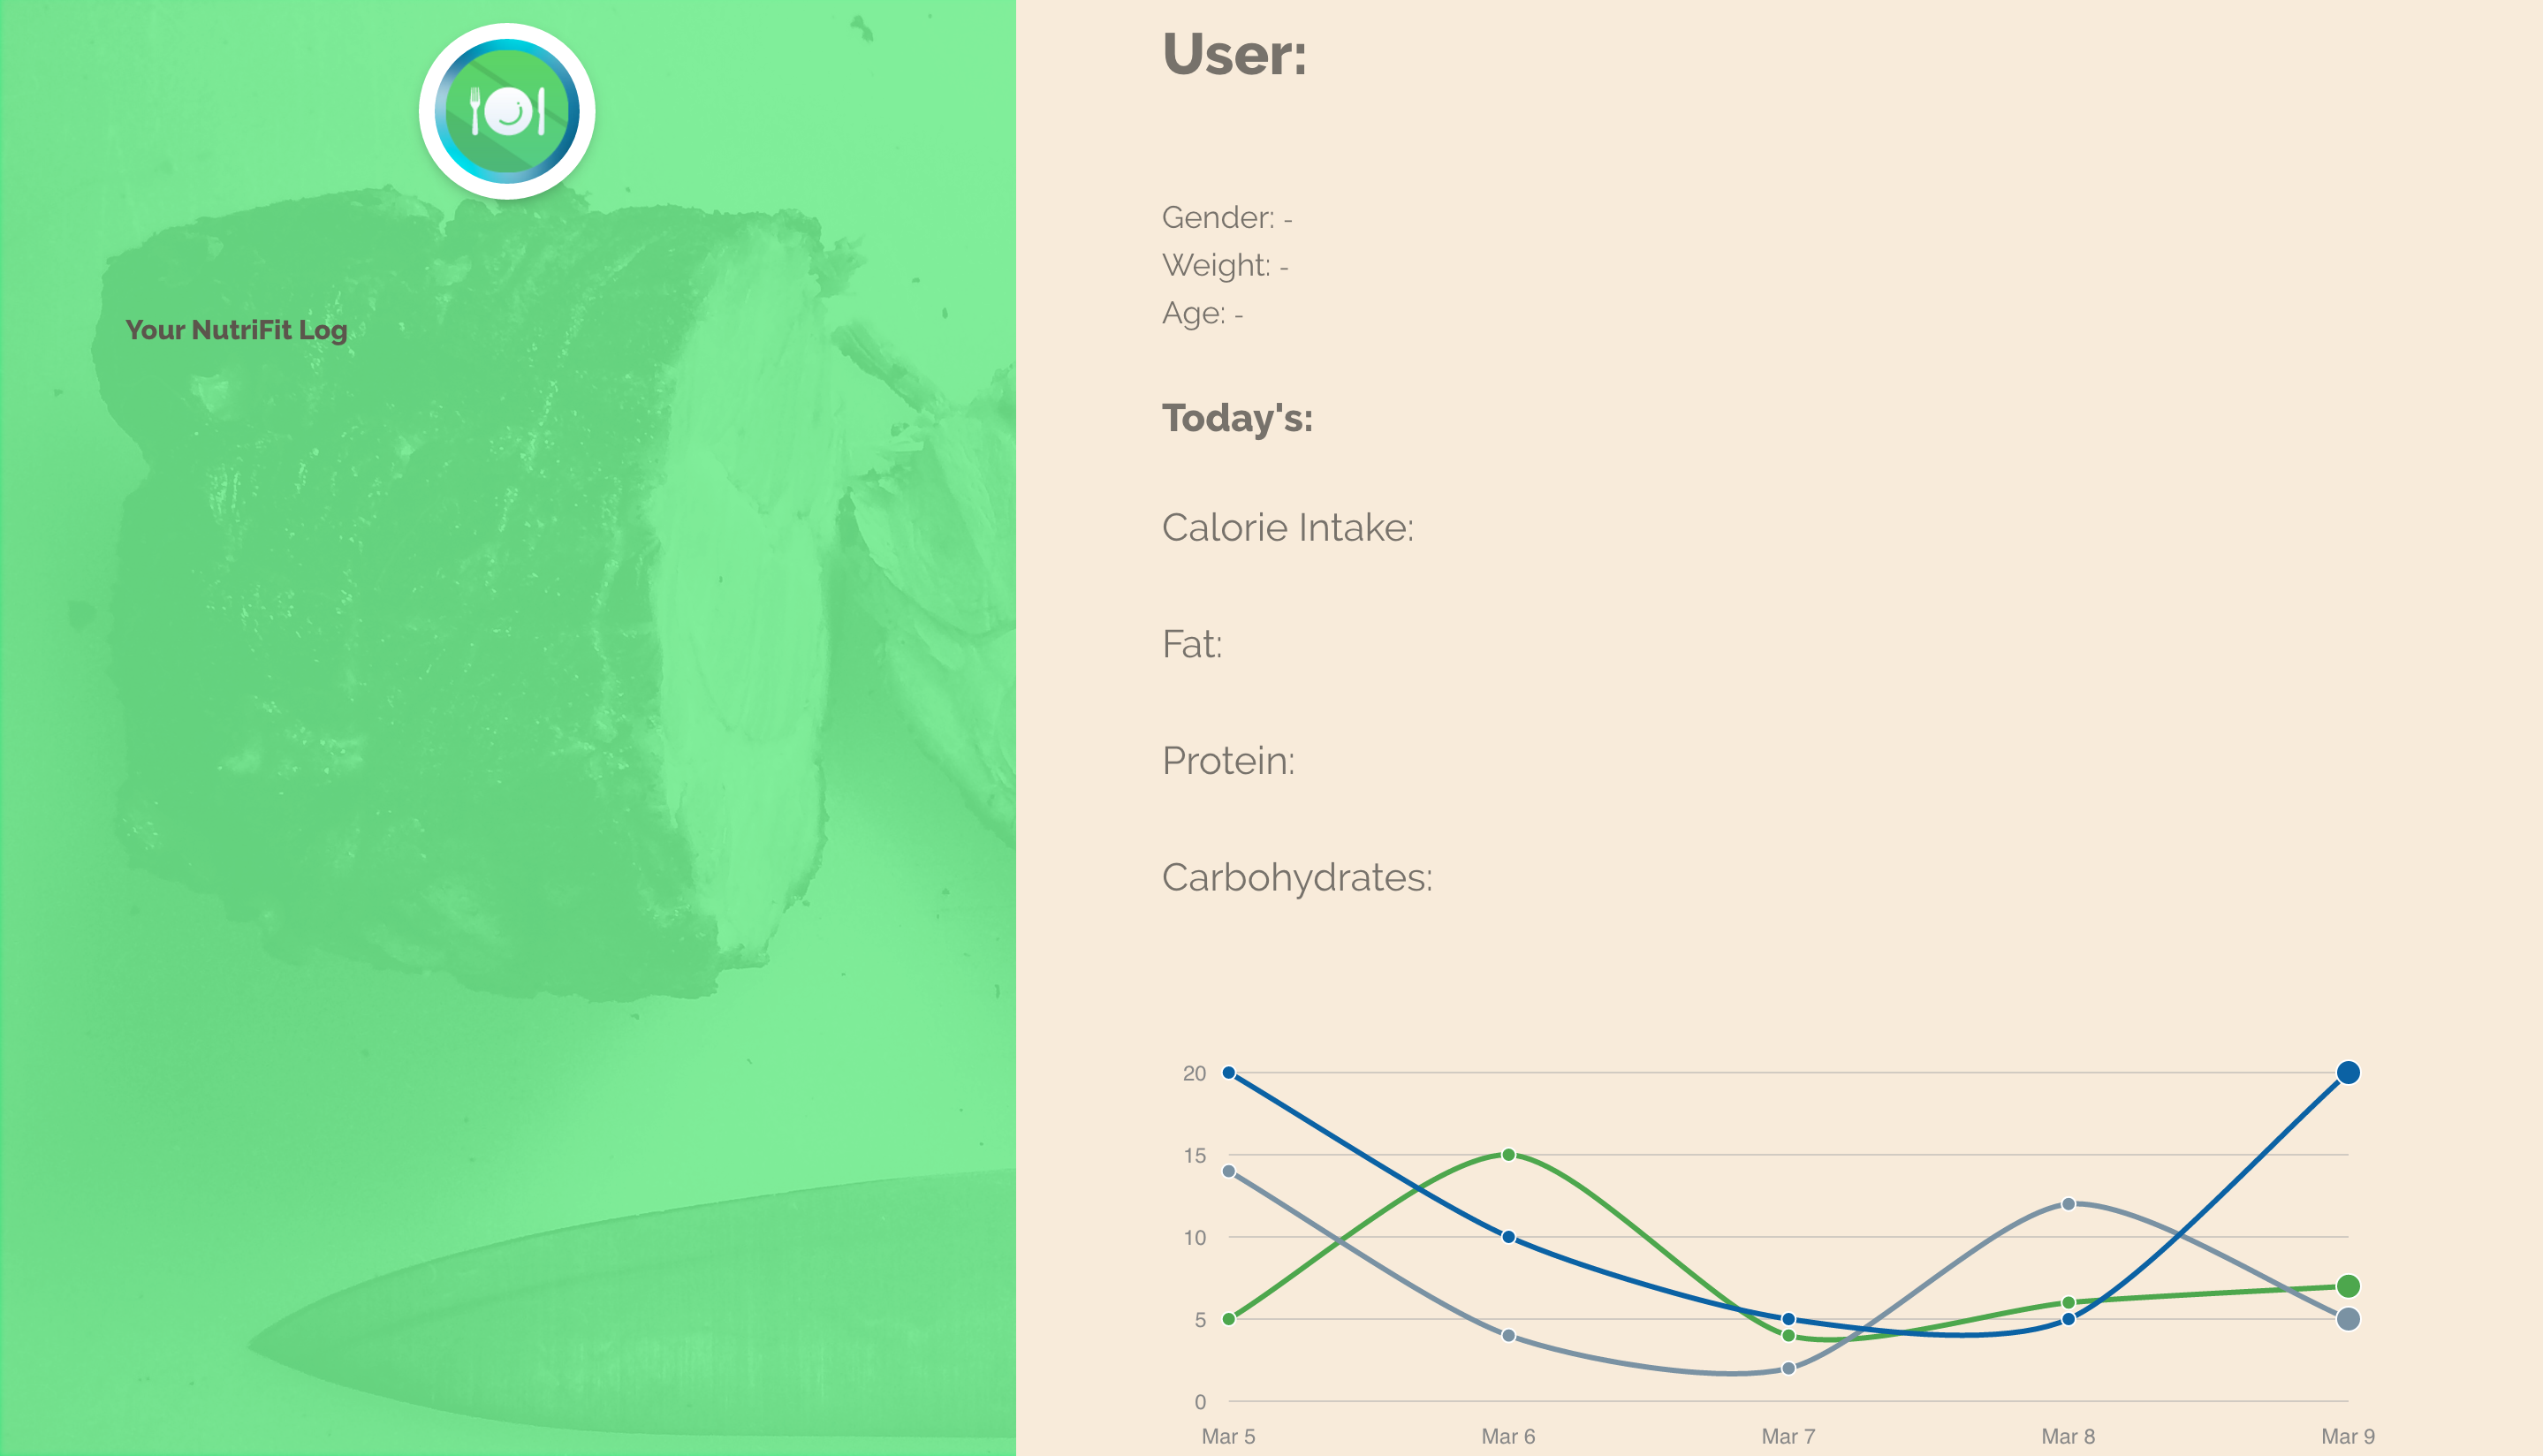 Your NutriFit Log
User:
Gender: -
Weight: -
Age: -
Today's:
Calorie Intake:
Fat:
Protein:
Carbohydrates:
20
15
10
5
0
Mar 5 Mar 6 Mar 7 Mar 8 Mar 9